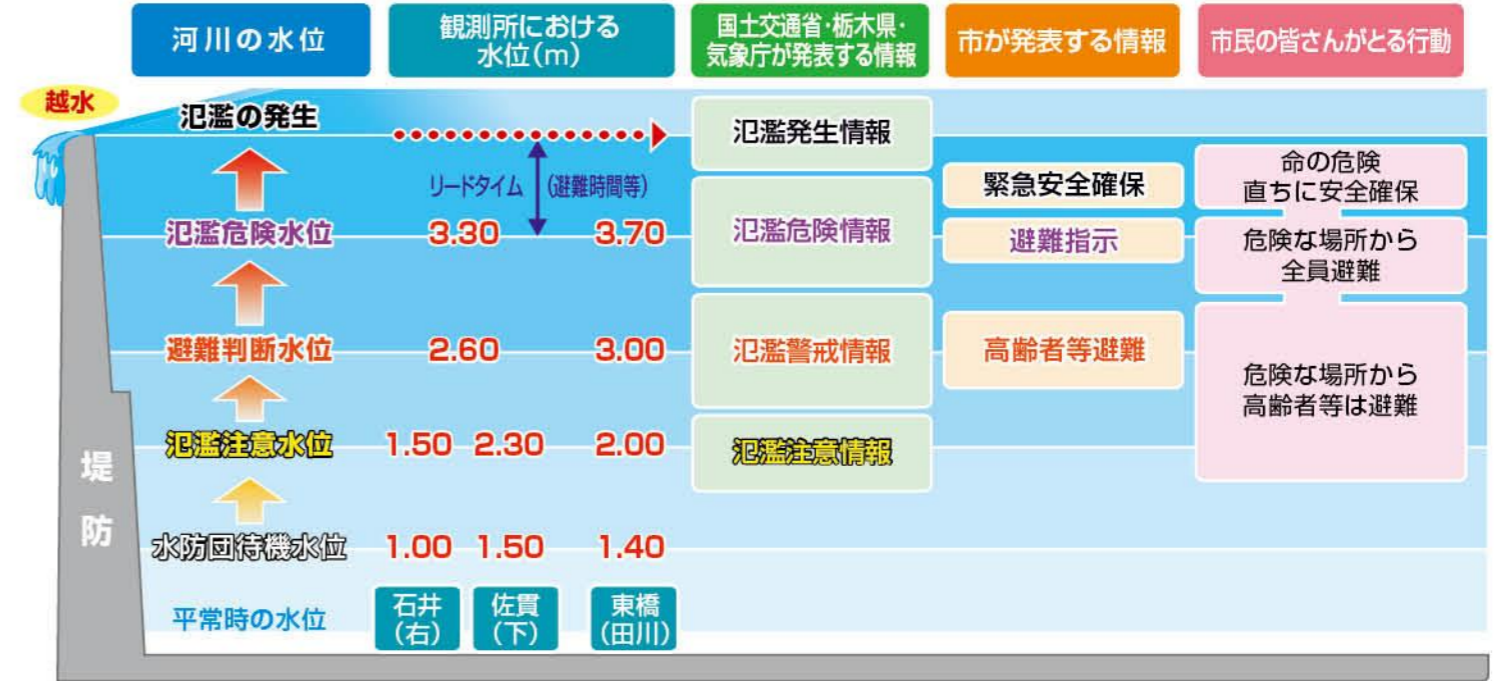 河川の水位
観測所における
水位(m)
国土交通省・栃木県・
気象庁が発表する情報
市が発表する情報
市民の皆さんがとる行動
越水
氾濫の発生
氾濫発生情報
リードタイム (避難時間等)
緊急安全確保
命の危険
直ちに安全確保
氾濫危険水位 3.30 3.70
氾濫危険情報
避難指示
危険な場所から
全員避難
避難判断水位 2.60 3.00
氾濫警戒情報
高齢者等避難
危険な場所から
高齢者等は避難
氾濫注意水位 1.50 2.30 2.00
氾濫注意情報
堤防
水防団待機水位 1.00 1.50 1.40
平常時の水位
石井
(右)
佐貫
(下)
東橋
(田川)